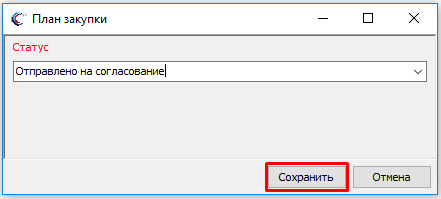 План закупки
Статус
Отправлено на согласование
Сохранить
Отмена